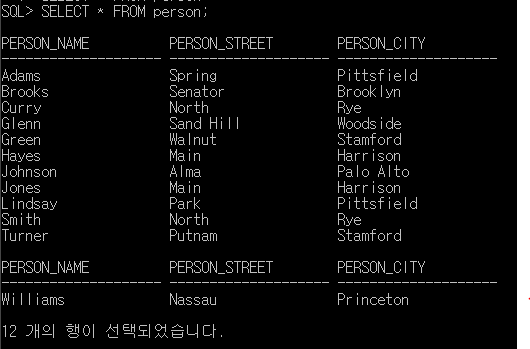 SQL> SELECT * FROM person;
PERSON_NAME PERSON_STREET PERSON_CITY
-------------------- -------------------- --------------------
Adams Spring Pittsfield
Brooks Senator Brooklyn
Curry North Rye
Glenn Sand Hill Woodside
Green Walnut Stamford
Hayes Main Harrison
Johnson Alma Palo Alto
Jones Main Harrison
Lindsay Park Pittsfield
Smith North Rye
Turner Putnam Stamford
PERSON_NAME PERSON_STREET PERSON_CITY
-------------------- -------------------- --------------------
Williams Nassau Princeton
12 개의 행이 선택되었습니다.